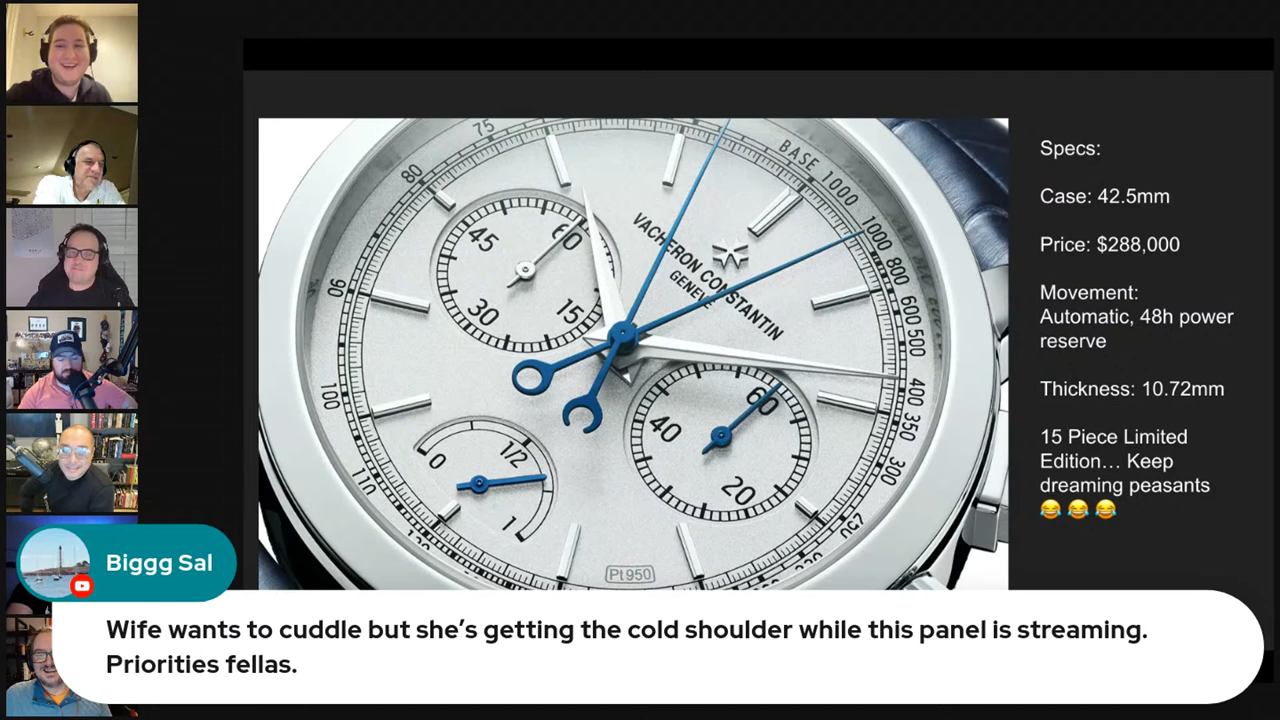 Specs:
Case: 42.5mm
Price: $288,000
Movement:
Automatic, 48h power
reserve
Thickness: 10.72mm
15 Piece Limited
Edition… Keep
dreaming peasants
😂 😂 😂
VACHERON CONSTANTIN
GENEVE
BASE 1000
1000
800
600
500
400
350
300
75
80
90
100
110
45
60
30
15
60
40
20
0
1/2
1
Pt950
Biggg Sal
Wife wants to cuddle but she’s getting the cold shoulder while this panel is streaming.
Priorities fellas.